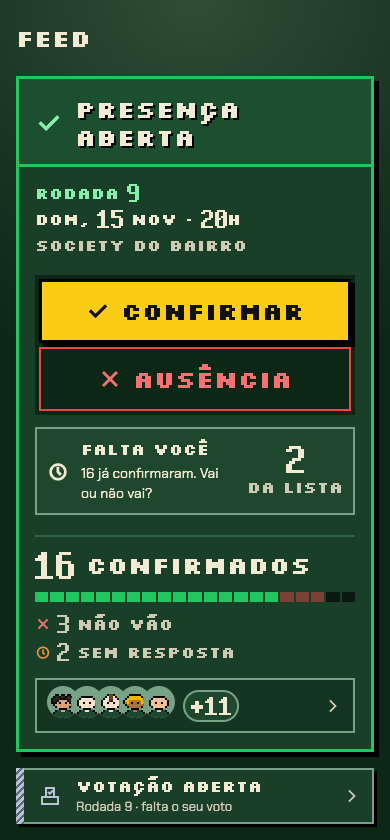 FEED
PRESENÇA
ABERTA
RODADA 9
DOM, 15 NOV · 20H
SOCIETY DO BAIRRO
CONFIRMAR
AUSÊNCIA
FALTA VOCÊ
16 já confirmaram. Vai
ou não vai?
2
DA LISTA
16 CONFIRMADOS
3 NÃO VÃO
2 SEM RESPOSTA
+11
VOTAÇÃO ABERTA
Rodada 9 · falta o seu voto